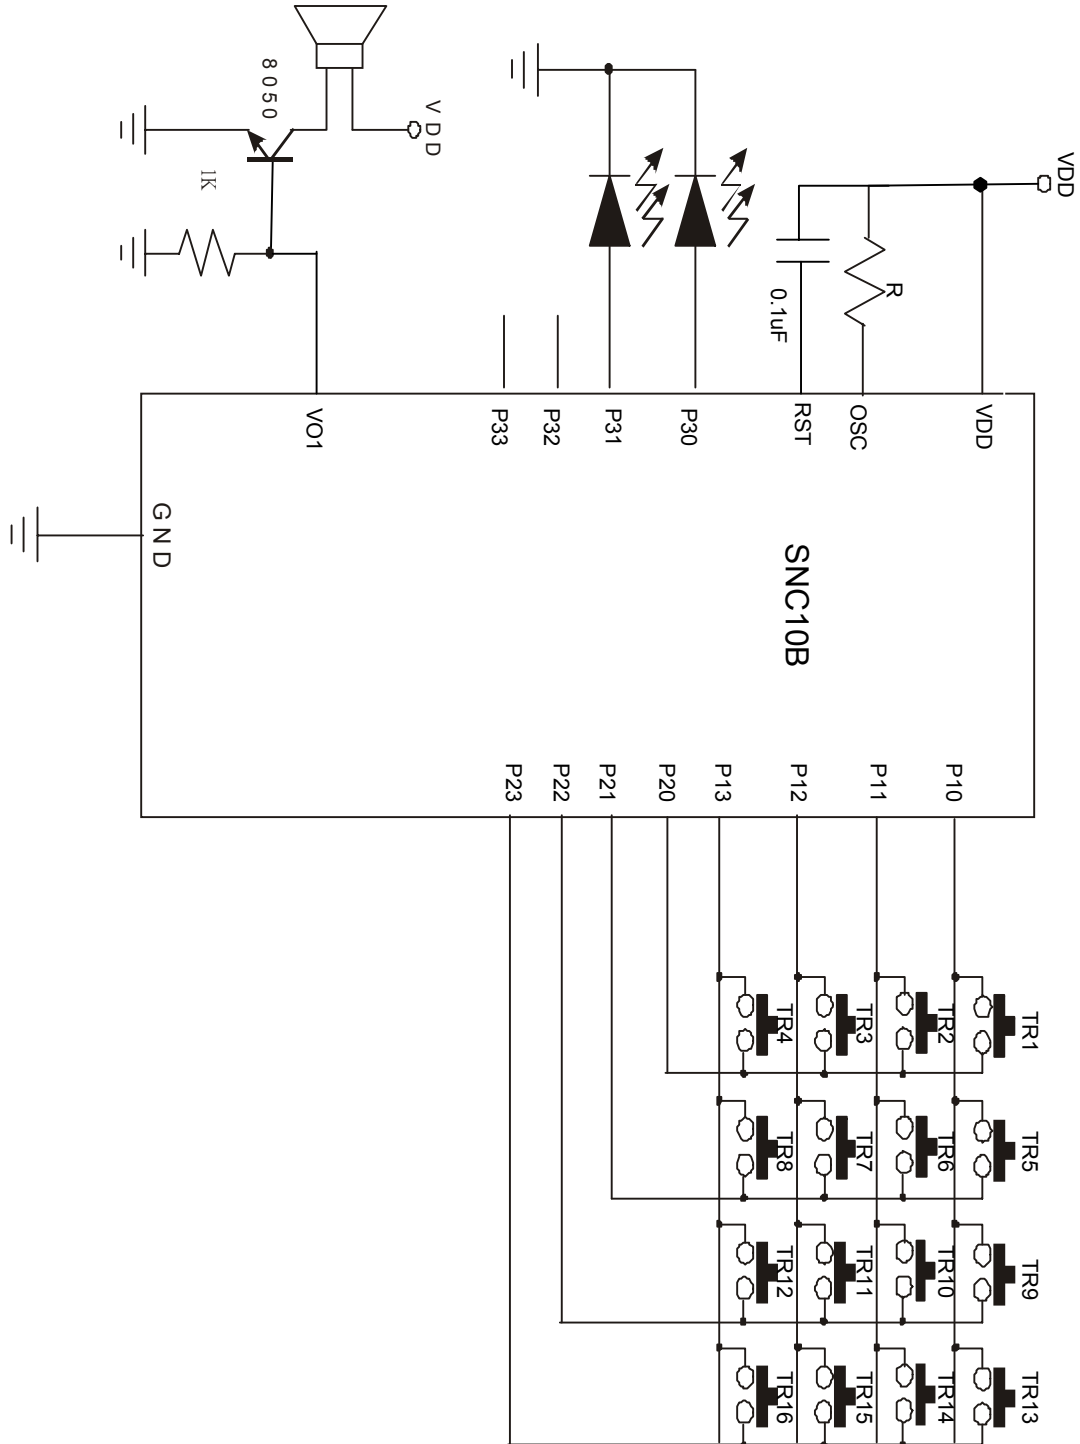 8050
VDD
1K
VDD
0.1uF
R
VO1
P33
P32
P31
P30
RST
OSC
VDD
GND
SNC10B
P23
P22
P21
P20
P13
P12
P11
P10
TR4
TR3
TR2
TR1
TR8
TR7
TR6
TR5
TR12
TR11
TR10
TR9
TR16
TR15
TR14
TR13